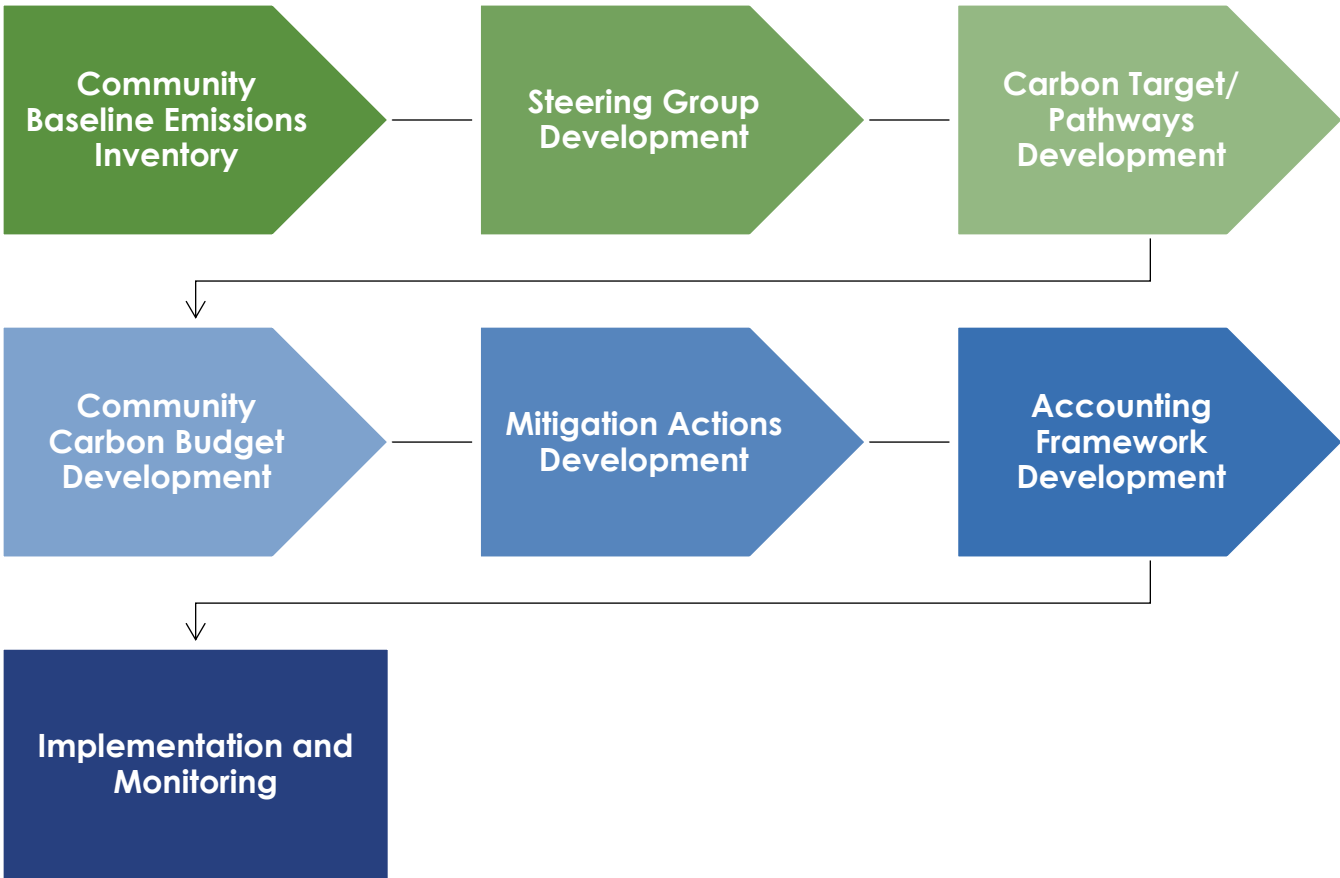 Community
Baseline Emissions
Inventory
Steering Group
Development
Carbon Target/
Pathways
Development
Community
Carbon Budget
Development
Mitigation Actions
Development
Accounting
Framework
Development
Implementation and
Monitoring